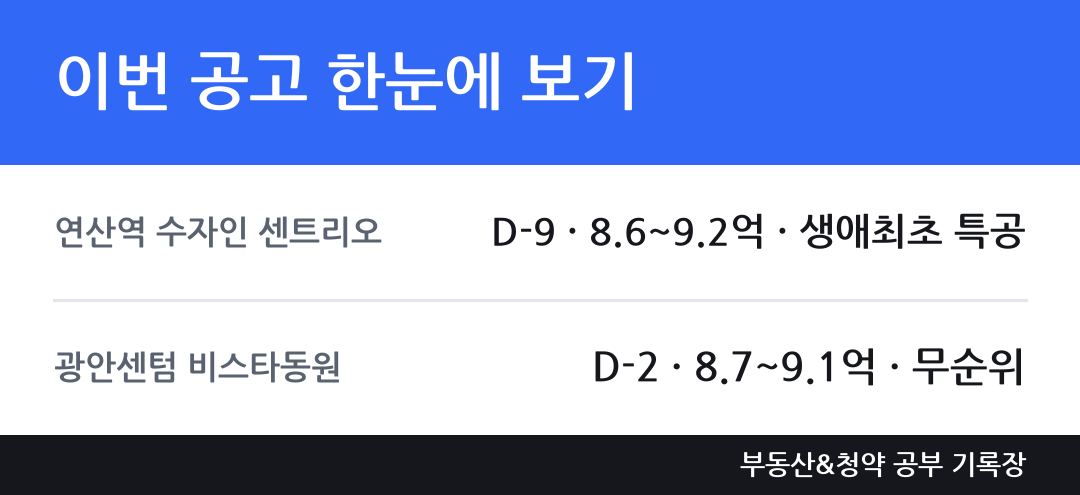 이번 공고 한눈에 보기
연산역 수자인 센트리오 D-9 · 8.6~9.2억 · 생애최초 특공
광안센텀 비스타동원 D-2 · 8.7~9.1억 · 무순위
부동산&청약 공부 기록장